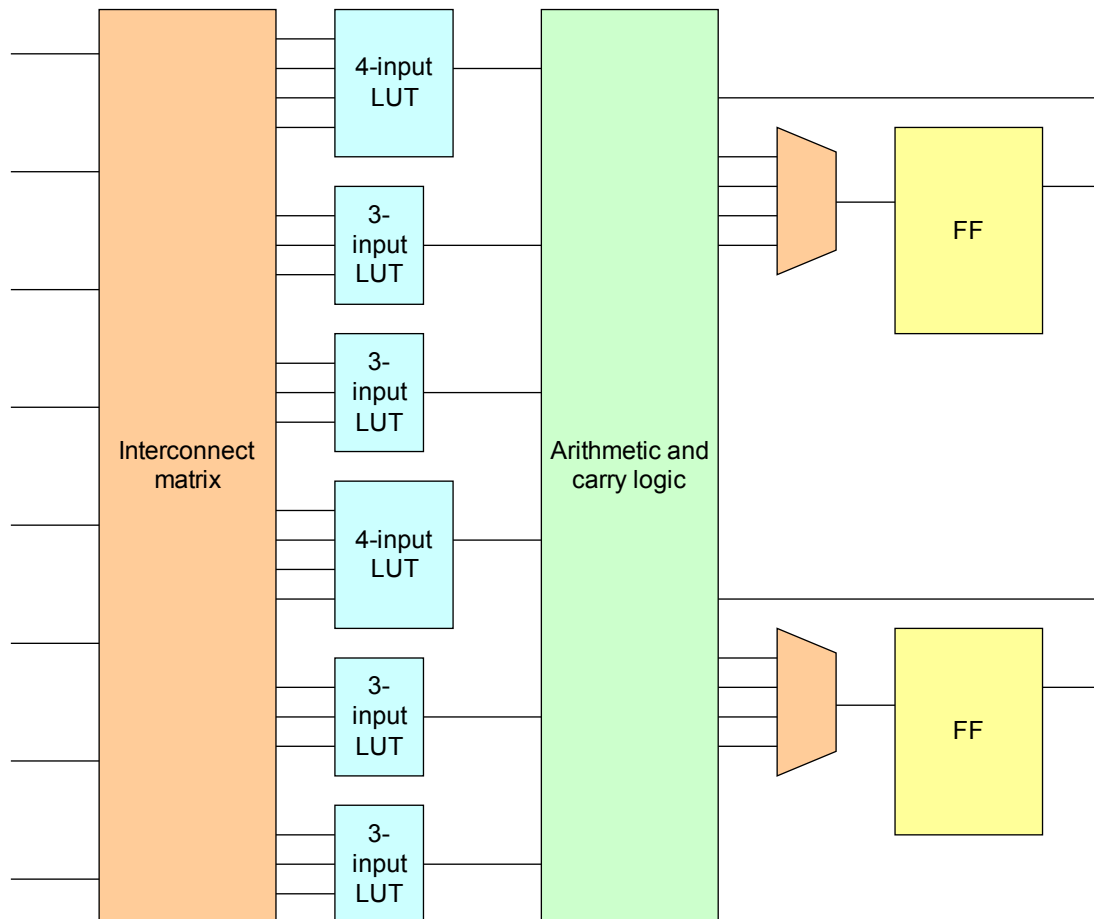 4-input
LUT
3-
input
LUT
3-
input
LUT
Interconnect
matrix
Arithmetic and
carry logic
4-input
LUT
3-
input
LUT
3-
input
LUT
FF
FF